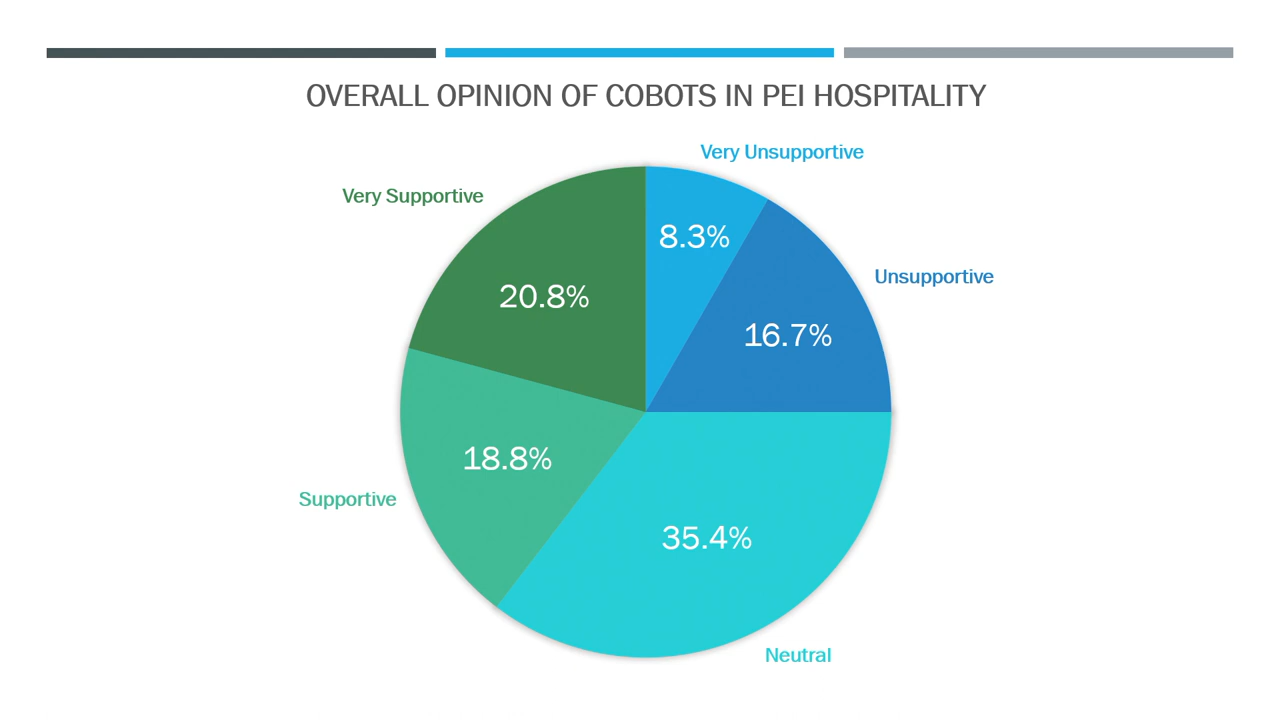 OVERALL OPINION OF COBOTS IN PEI HOSPITALITY
Very Unsupportive
Very Supportive
8.3%
Unsupportive
20.8%
16.7%
18.8%
Supportive
35.4%
Neutral